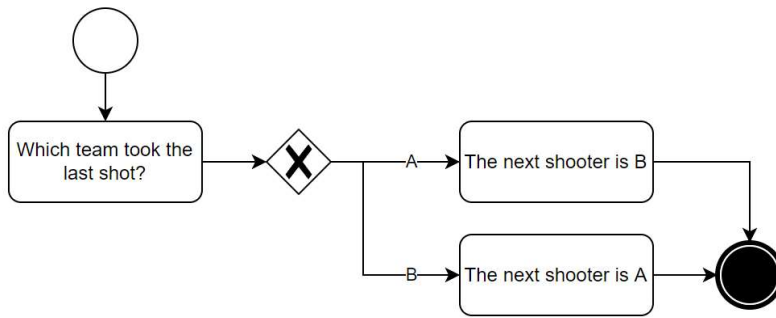 Which team took the
last shot?
A
The next shooter is B
B
The next shooter is A